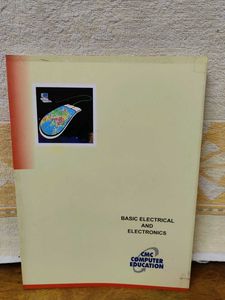 BASIC ELECTRICAL
AND
ELECTRONICS
CMC
COMPUTER
EDUCATION